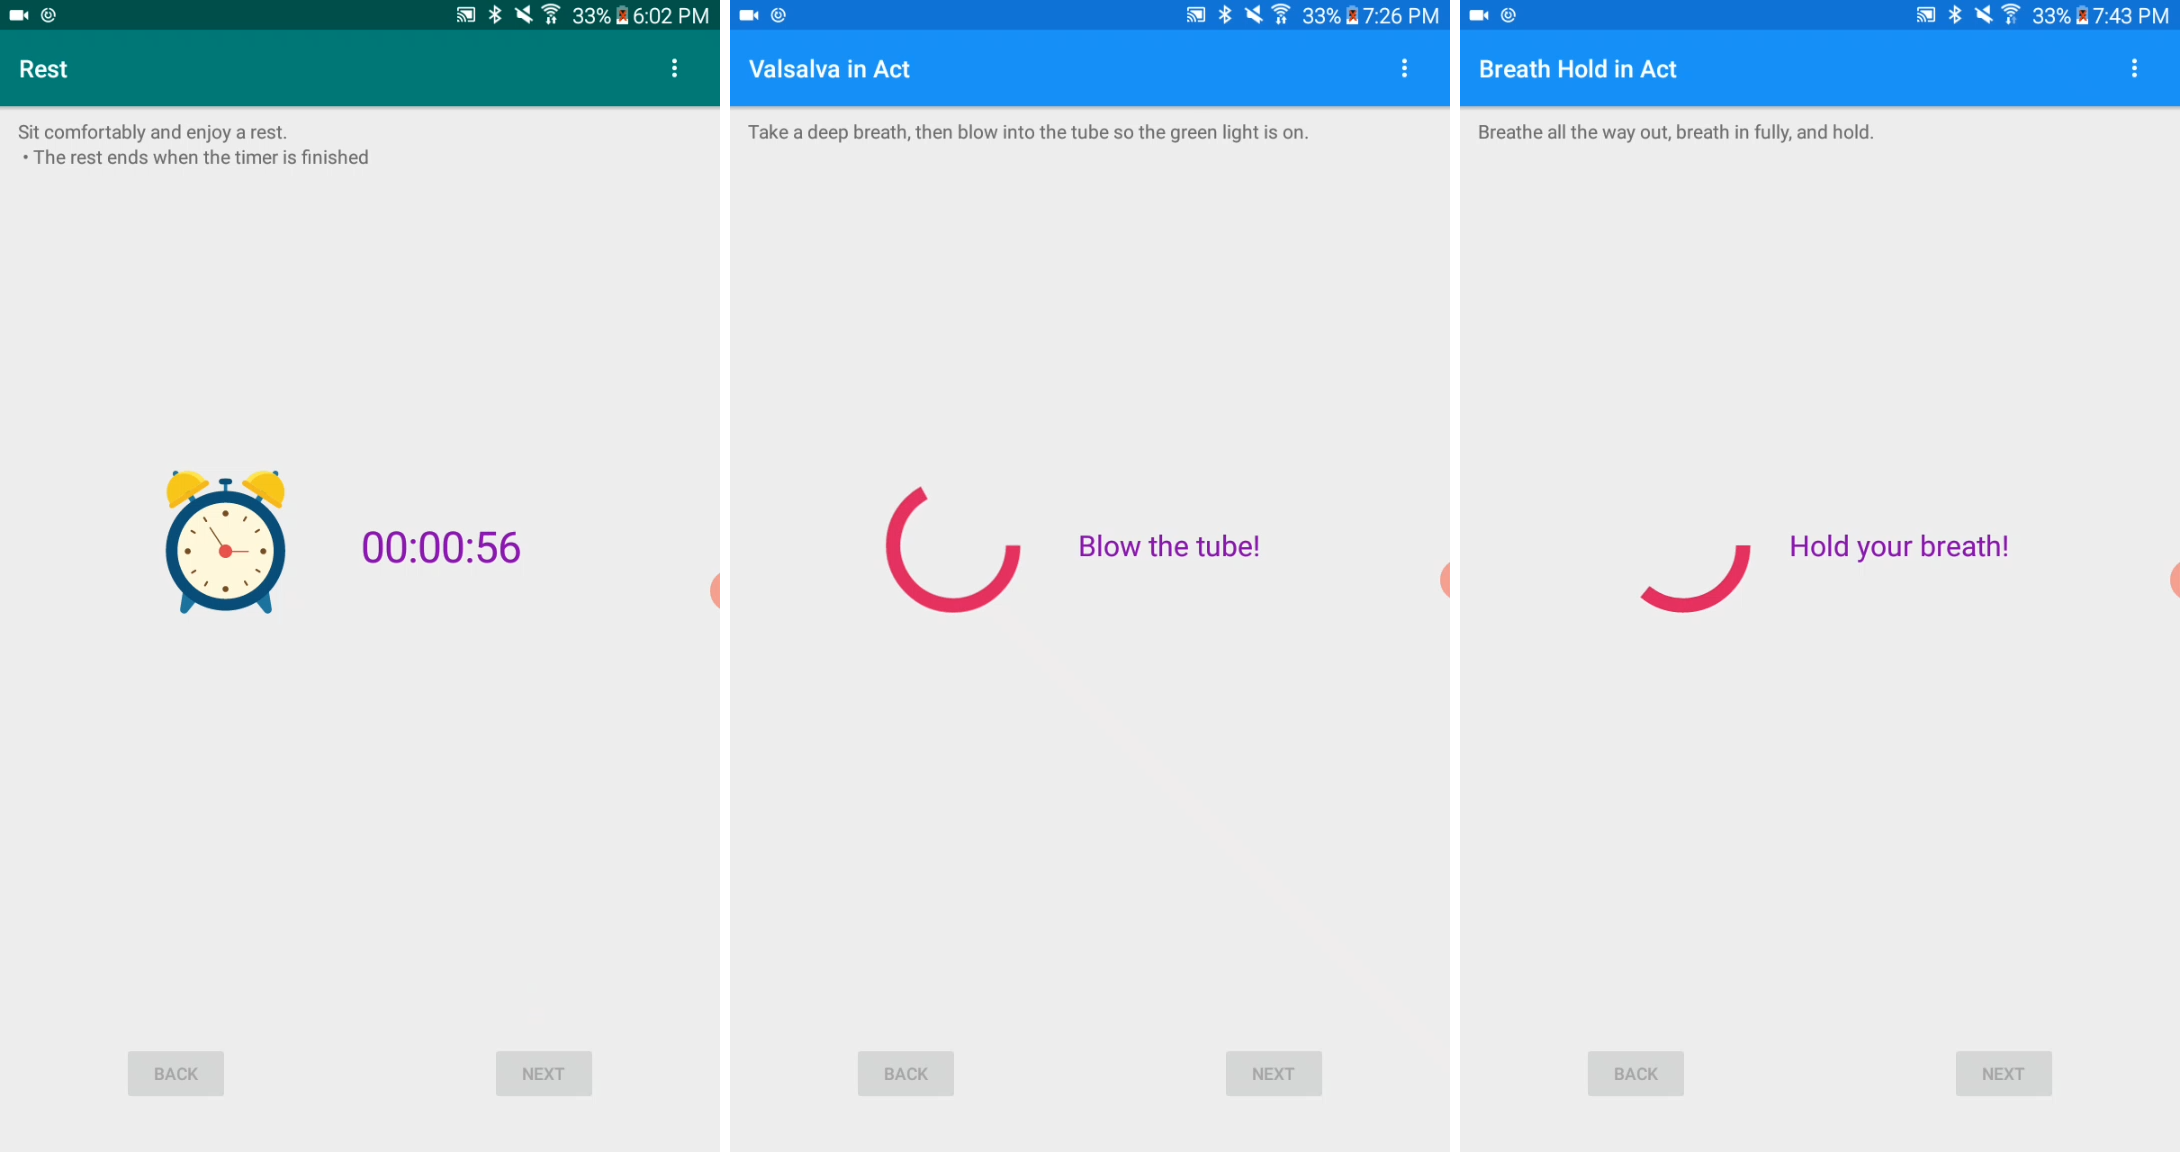 33% 6:02 PM
Rest
Sit comfortably and enjoy a rest.
• The rest ends when the timer is finished
00:00:56
BACK NEXT
33% 7:26 PM
Valsalva in Act
Take a deep breath, then blow into the tube so the green light is on.
Blow the tube!
BACK NEXT
33% 7:43 PM
Breath Hold in Act
Breathe all the way out, breath in fully, and hold.
Hold your breath!
BACK NEXT